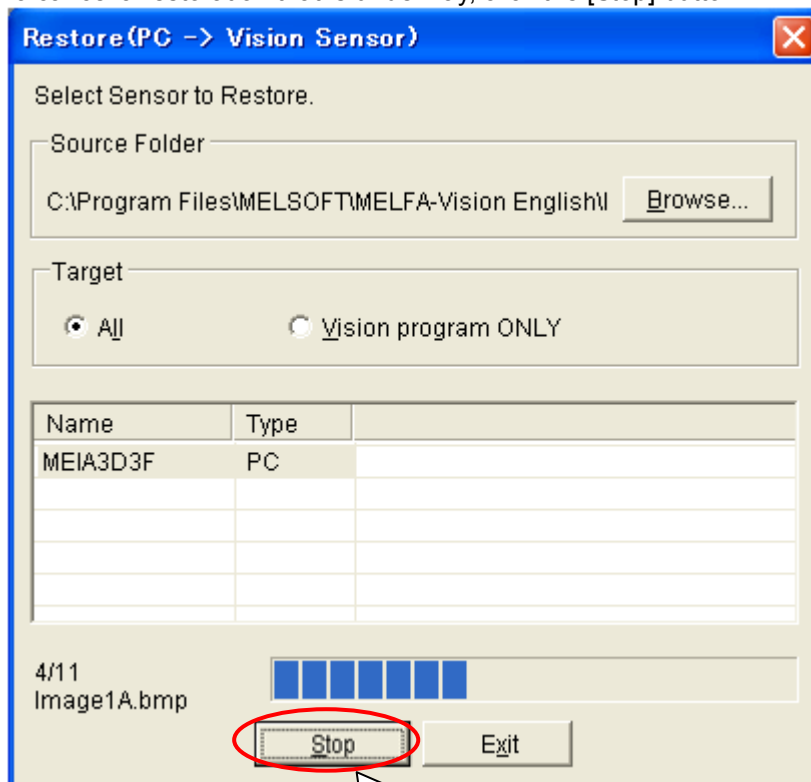 Restore(PC -> Vision Sensor)
Select Sensor to Restore.
Source Folder
C:\Program Files\MELSOFT\MELFA-Vision English\I
Browse...
Target
All Vision program ONLY
Name Type
MEIA3D3F PC
4/11
Image1A.bmp
Stop Exit